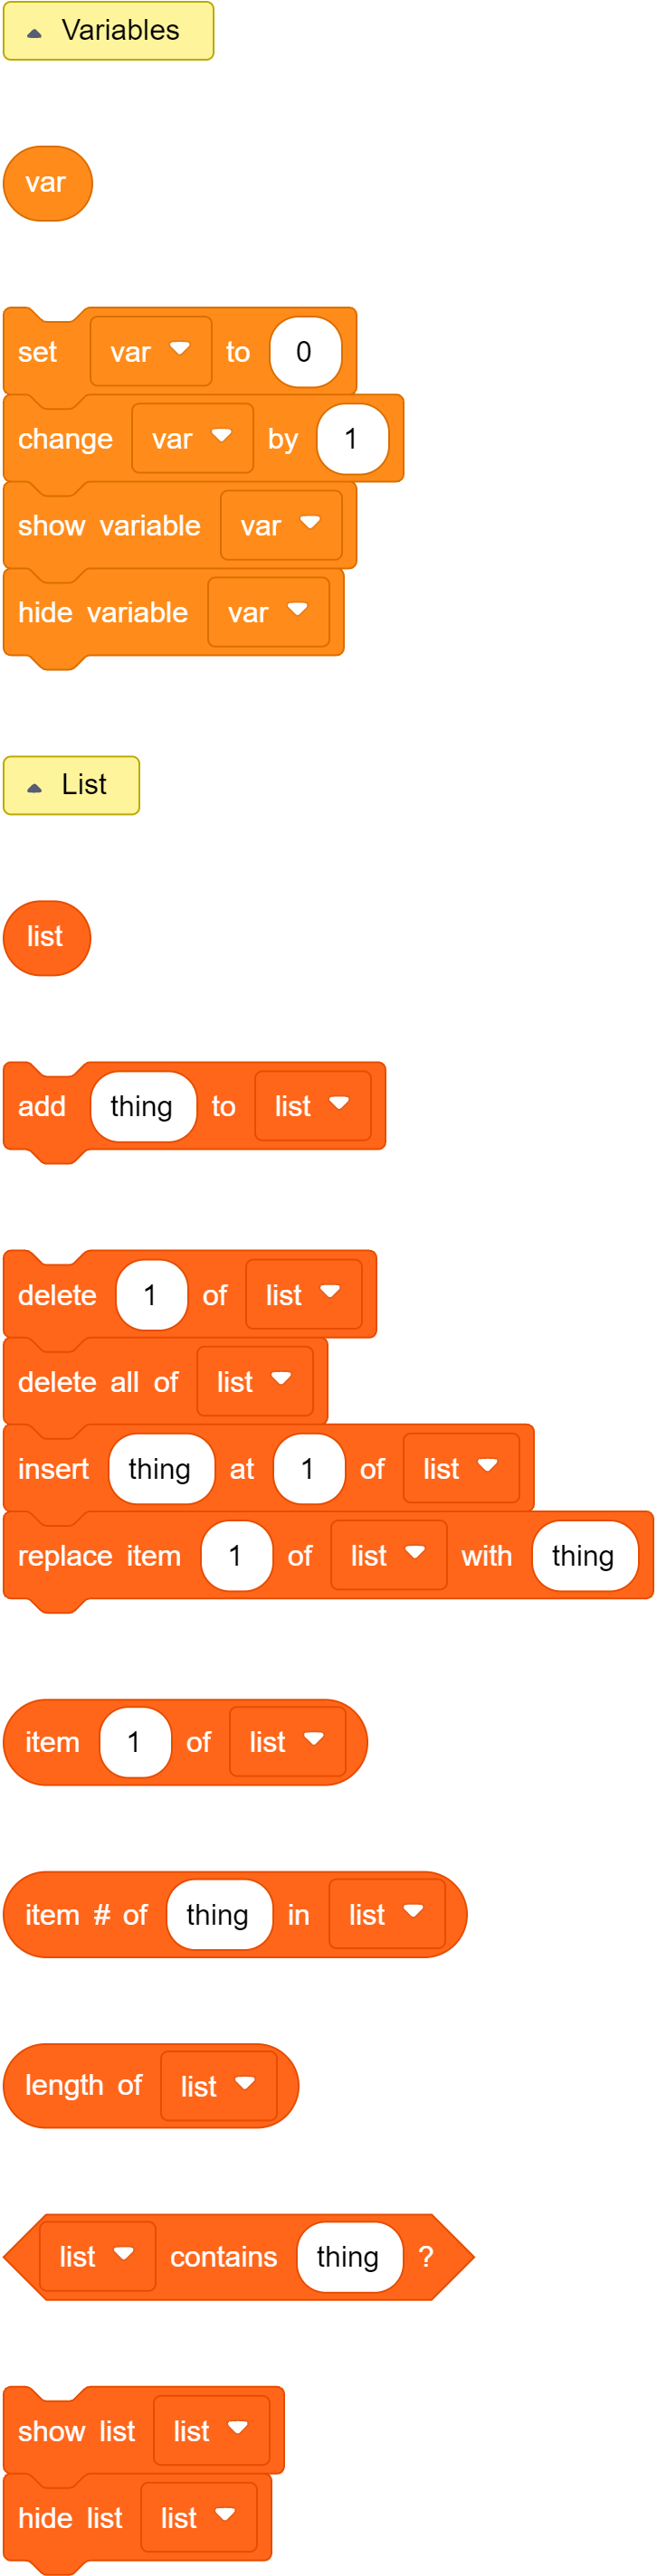 Variables
var
set var to 0
change var by 1
show variable var
hide variable var
List
list
add thing to list
delete 1 of list
delete all of list
insert thing at 1 of list
replace item 1 of list with thing
item 1 of list
item # of thing in list
length of list
list contains thing ?
show list list
hide list list